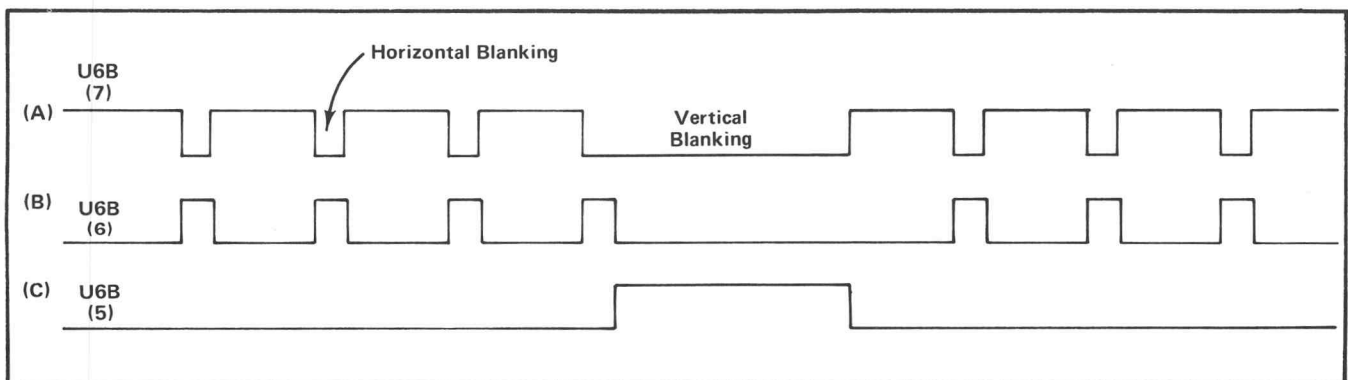 Horizontal Blanking
U6B
(7)
(A)
Vertical
Blanking
(B)
U6B
(6)
(C)
U6B
(5)